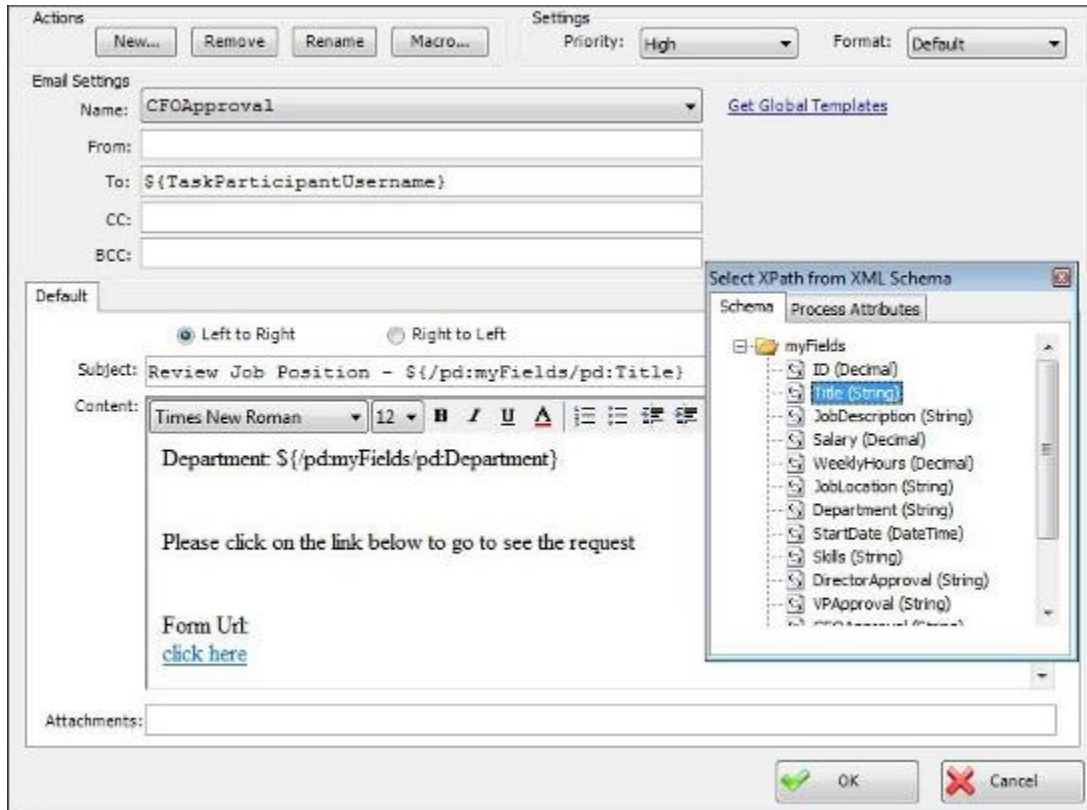 Actions
New... Remove Rename Macro...
Settings
Priority: High Format: Default
Email Settings
Name: CFOApproval Get Global Templates
From:
To: ${TaskParticipantUsername}
CC:
BCC:
Default
Left to Right Right to Left
Subject: Review Job Position - ${/pd:myFields/pd:Title}
Content: Times New Roman 12 B I U A
Department: ${/pd:myFields/pd:Department}
Please click on the link below to go to see the request
Form Url:
click here
Attachments:
Select XPath from XML Schema
Schema Process Attributes
myFields
ID (Decimal)
Title (String)
JobDescription (String)
Salary (Decimal)
WeeklyHours (Decimal)
JobLocation (String)
Department (String)
StartDate (DateTime)
Skills (String)
DirectorApproval (String)
VPApproval (String)
OK Cancel